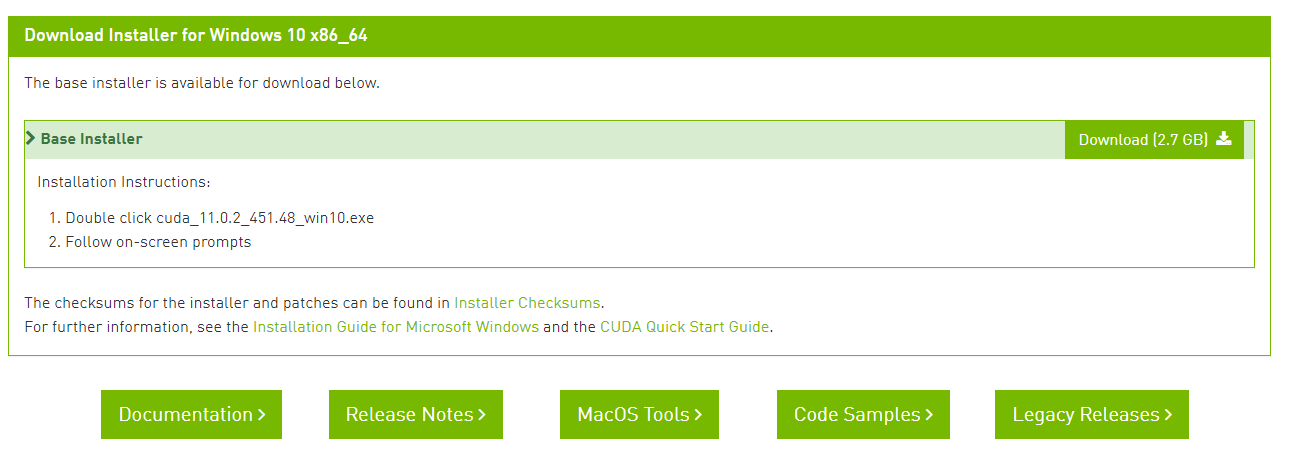 Download Installer for Windows 10 x86_64
The base installer is available for download below.
Base Installer
Download (2.7 GB)
Installation Instructions:
1. Double click cuda_11.0.2_451.48_win10.exe
2. Follow on-screen prompts
The checksums for the installer and patches can be found in Installer Checksums.
For further information, see the Installation Guide for Microsoft Windows and the CUDA Quick Start Guide.
Documentation
Release Notes
MacOS Tools
Code Samples
Legacy Releases